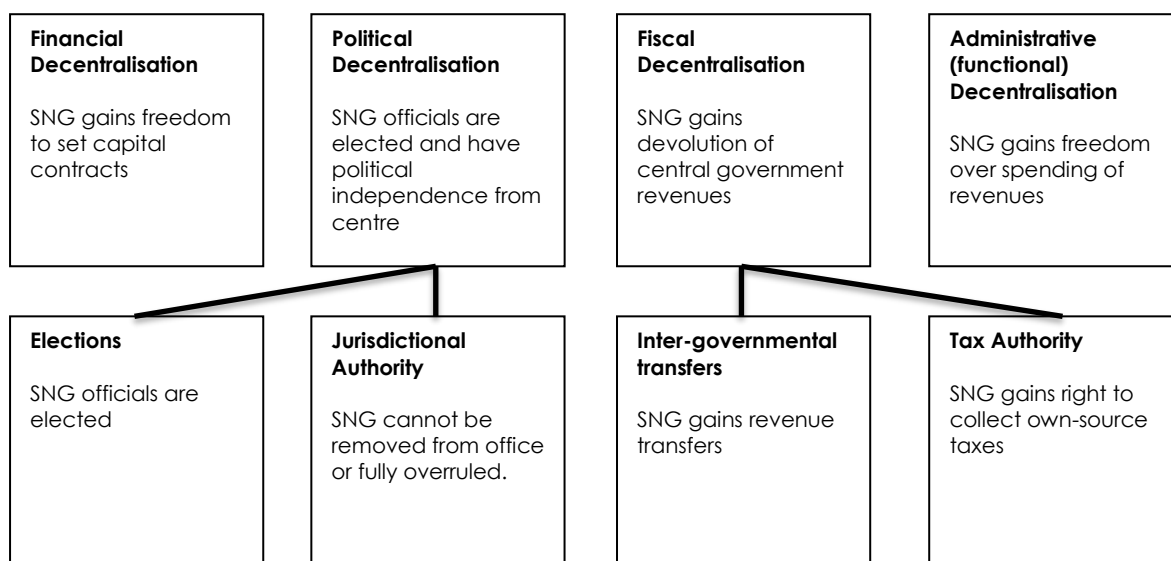 Financial
Decentralisation
SNG gains freedom
to set capital
contracts
Political
Decentralisation
SNG officials are
elected and have
political
independence from
centre
Fiscal
Decentralisation
SNG gains
devolution of
central government
revenues
Administrative
(functional)
Decentralisation
SNG gains freedom
over spending of
revenues
Elections
SNG officials are
elected
Jurisdictional
Authority
SNG cannot be
removed from office
or fully overruled.
Inter-governmental
transfers
SNG gains revenue
transfers
Tax Authority
SNG gains right to
collect own-source
taxes